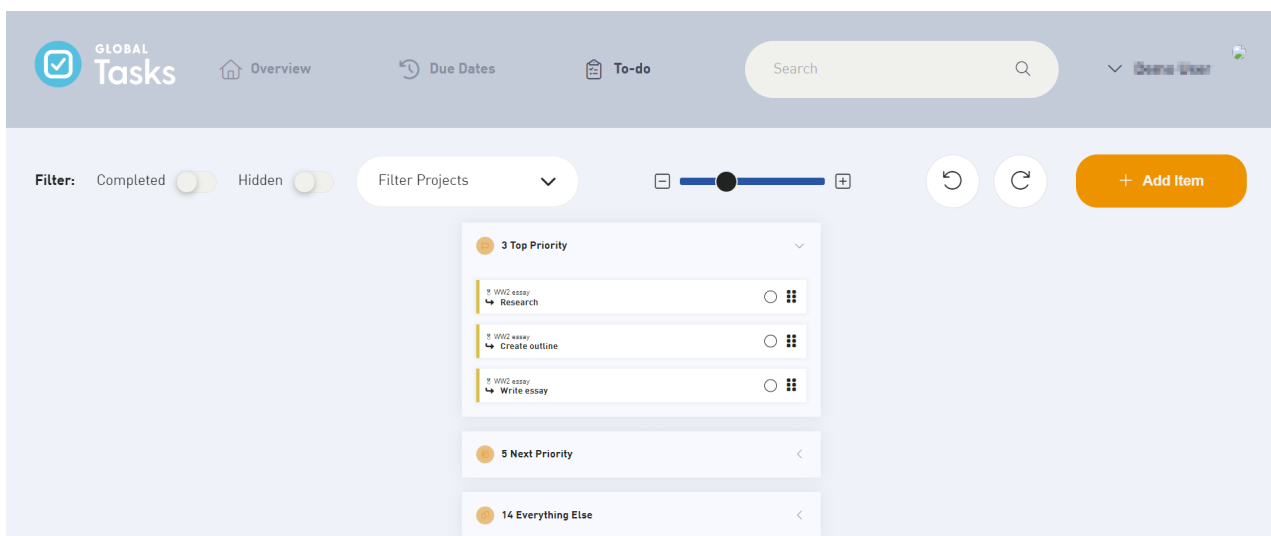 GLOBAL
Tasks
Overview
Due Dates
To-do
Search
Filter:
Completed
Hidden
Filter Projects
+ Add Item
3 Top Priority
WW2 essay
Research
WW2 essay
Create outline
WW2 essay
Write essay
5 Next Priority
14 Everything Else